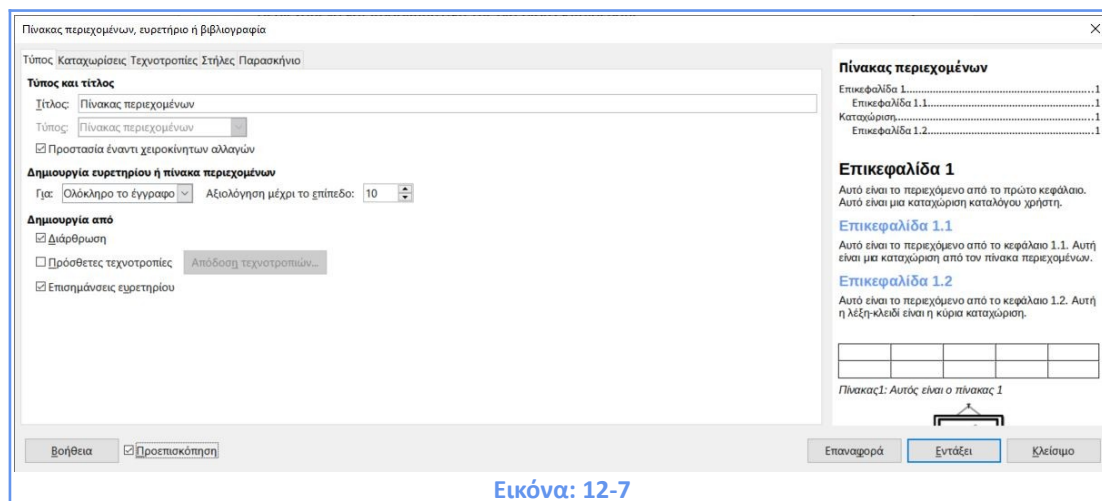 Πίνακας περιεχομένων, ευρετήριο ή βιβλιογραφία
Τύπος Καταχωρίσεις Τεχνοτροπίες Στήλες Παρασκήνιο
Τύπος και τίτλος
Τίτλος: Πίνακας περιεχομένων
Τύπος: Πίνακας περιεχομένων
Προστασία έναντι χειροκίνητων αλλαγών
Δημιουργία ευρετηρίου ή πίνακα περιεχομένων
Για: Ολόκληρο το έγγραφο Αξιολόγηση μέχρι το επίπεδο: 10
Δημιουργία από
Διάρθρωση
Πρόσθετες τεχνοτροπίες Απόδοση τεχνοτροπιών...
Επισημάνσεις ευρετηρίου
Πίνακας περιεχομένων
Επικεφαλίδα 1.....1
Επικεφαλίδα 1.1.....1
Καταχώριση.....1
Επικεφαλίδα 1.2.....1
Επικεφαλίδα 1
Αυτό είναι το περιεχόμενο από το πρώτο κεφάλαιο.
Αυτό είναι μια καταχώριση καταλόγου χρήστη.
Επικεφαλίδα 1.1
Αυτό είναι το περιεχόμενο από το κεφάλαιο 1.1. Αυτή
είναι μια καταχώριση από τον πίνακα περιεχομένων.
Επικεφαλίδα 1.2
Αυτό είναι το περιεχόμενο από το κεφάλαιο 1.2. Αυτή
η λέξη-κλειδί είναι η κύρια καταχώριση.
Πίνακας1: Αυτός είναι ο πίνακας 1
Βοήθεια Προεπισκόπηση Επαναφορά Εντάξει Κλείσιμο
Εικόνα: 12-7